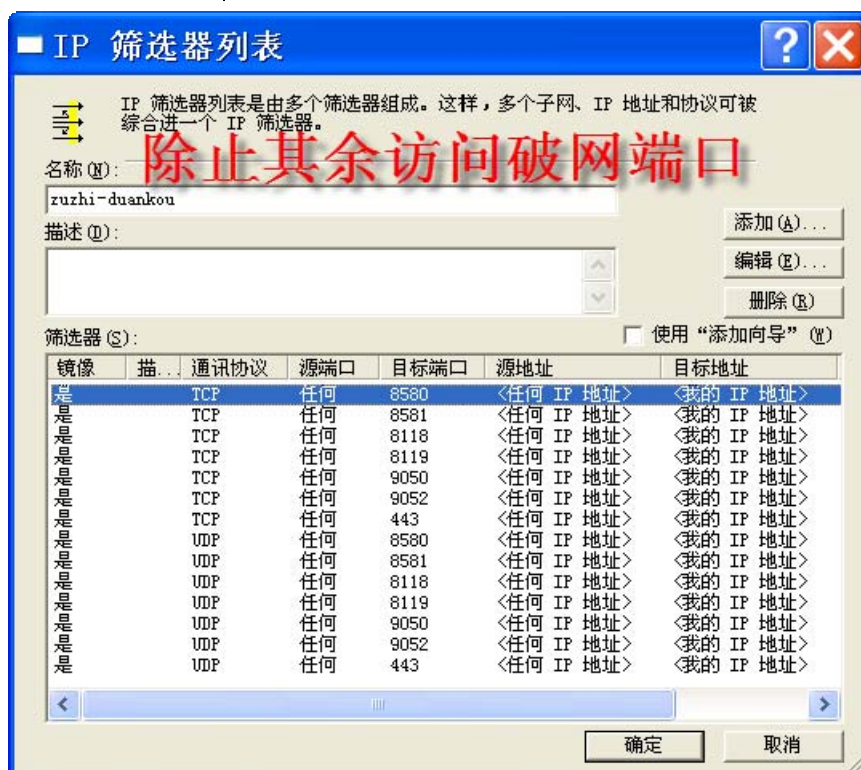 IP 筛选器列表
IP 筛选器列表是由多个筛选器组成。这样，多个子网、IP 地址和协议可被
综合进一个 IP 筛选器。
除止其余访问破网端口
名称(N):
zuzhi-duankou
添加(A)...
描述(D):
编辑(E)...
删除(R)
筛选器(S):
使用“添加向导” (W)
镜像 描... 通讯协议 源端口 目标端口 源地址 目标地址
是 TCP 任何 8580 <任何 IP 地址> <我的 IP 地址>
是 TCP 任何 8581 <任何 IP 地址> <我的 IP 地址>
是 TCP 任何 8118 <任何 IP 地址> <我的 IP 地址>
是 TCP 任何 8119 <任何 IP 地址> <我的 IP 地址>
是 TCP 任何 9050 <任何 IP 地址> <我的 IP 地址>
是 TCP 任何 9052 <任何 IP 地址> <我的 IP 地址>
是 TCP 任何 443 <任何 IP 地址> <我的 IP 地址>
是 UDP 任何 8580 <任何 IP 地址> <我的 IP 地址>
是 UDP 任何 8581 <任何 IP 地址> <我的 IP 地址>
是 UDP 任何 8118 <任何 IP 地址> <我的 IP 地址>
是 UDP 任何 8119 <任何 IP 地址> <我的 IP 地址>
是 UDP 任何 9050 <任何 IP 地址> <我的 IP 地址>
是 UDP 任何 9052 <任何 IP 地址> <我的 IP 地址>
是 UDP 任何 443 <任何 IP 地址> <我的 IP 地址>
确定 取消